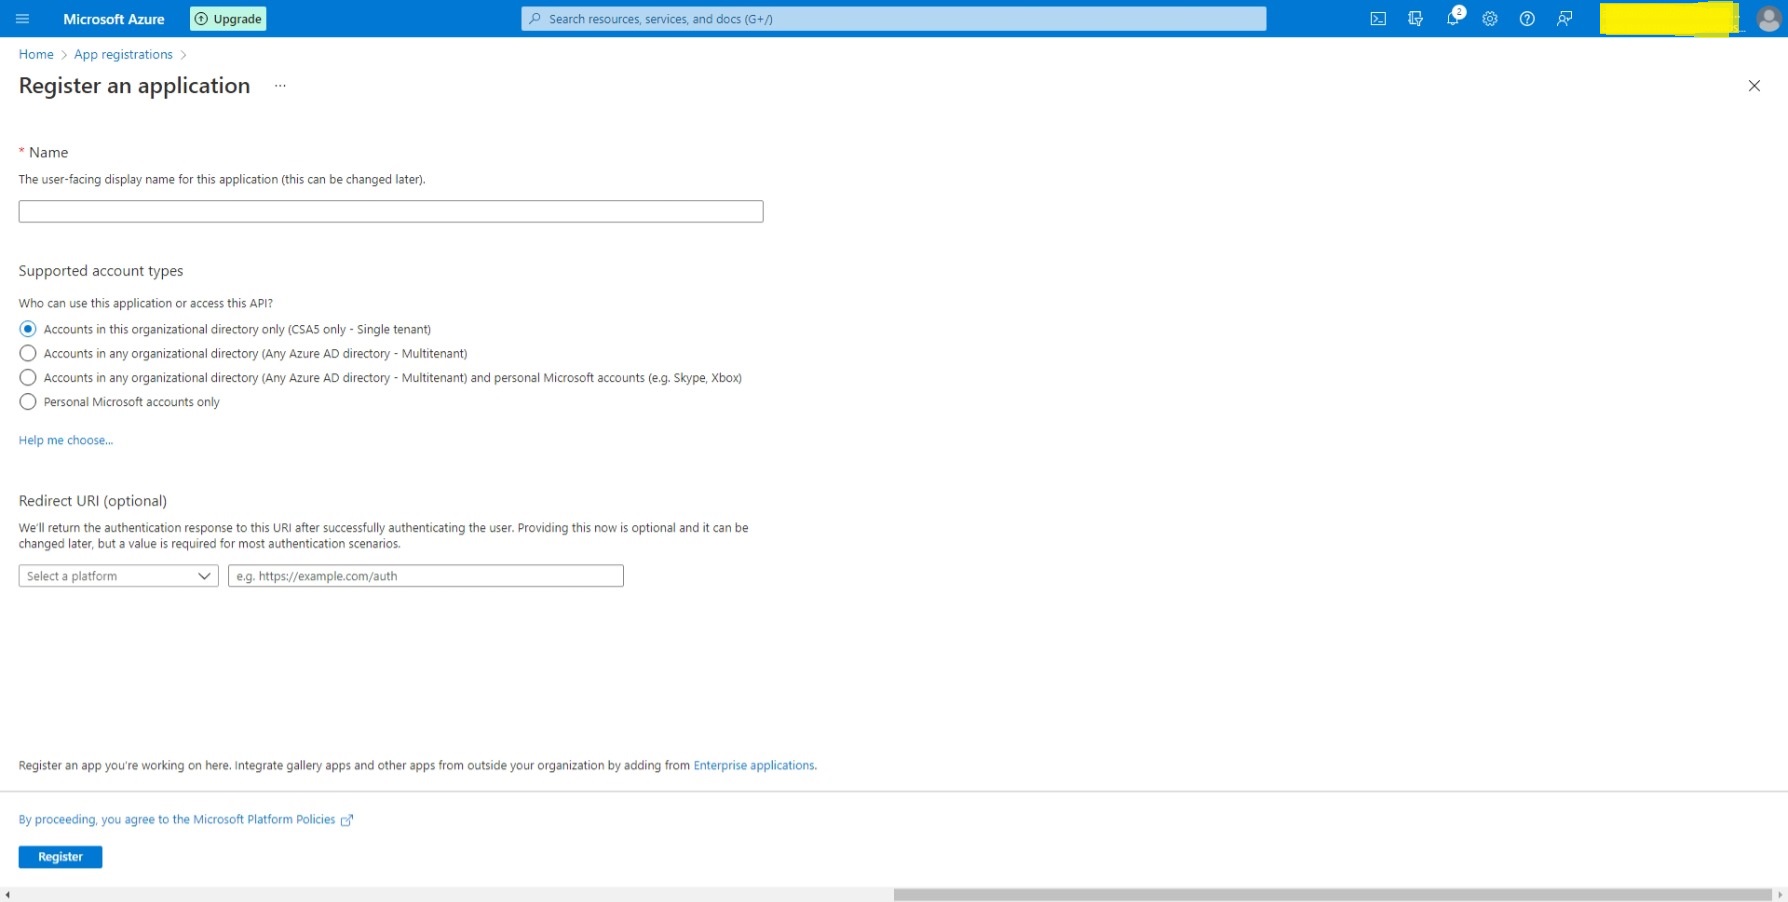 Microsoft Azure
Upgrade
Search resources, services, and docs (G+/)
2
Home > App registrations >
Register an application ...
* Name
The user-facing display name for this application (this can be changed later).
Supported account types
Who can use this application or access this API?
Accounts in this organizational directory only (CSA5 only - Single tenant)
Accounts in any organizational directory (Any Azure AD directory - Multitenant)
Accounts in any organizational directory (Any Azure AD directory - Multitenant) and personal Microsoft accounts (e.g. Skype, Xbox)
Personal Microsoft accounts only
Help me choose...
Redirect URI (optional)
We'll return the authentication response to this URI after successfully authenticating the user. Providing this now is optional and it can be
changed later, but a value is required for most authentication scenarios.
Select a platform
e.g. https://example.com/auth
Register an app you're working on here. Integrate gallery apps and other apps from outside your organization by adding from Enterprise applications.
By proceeding, you agree to the Microsoft Platform Policies
Register